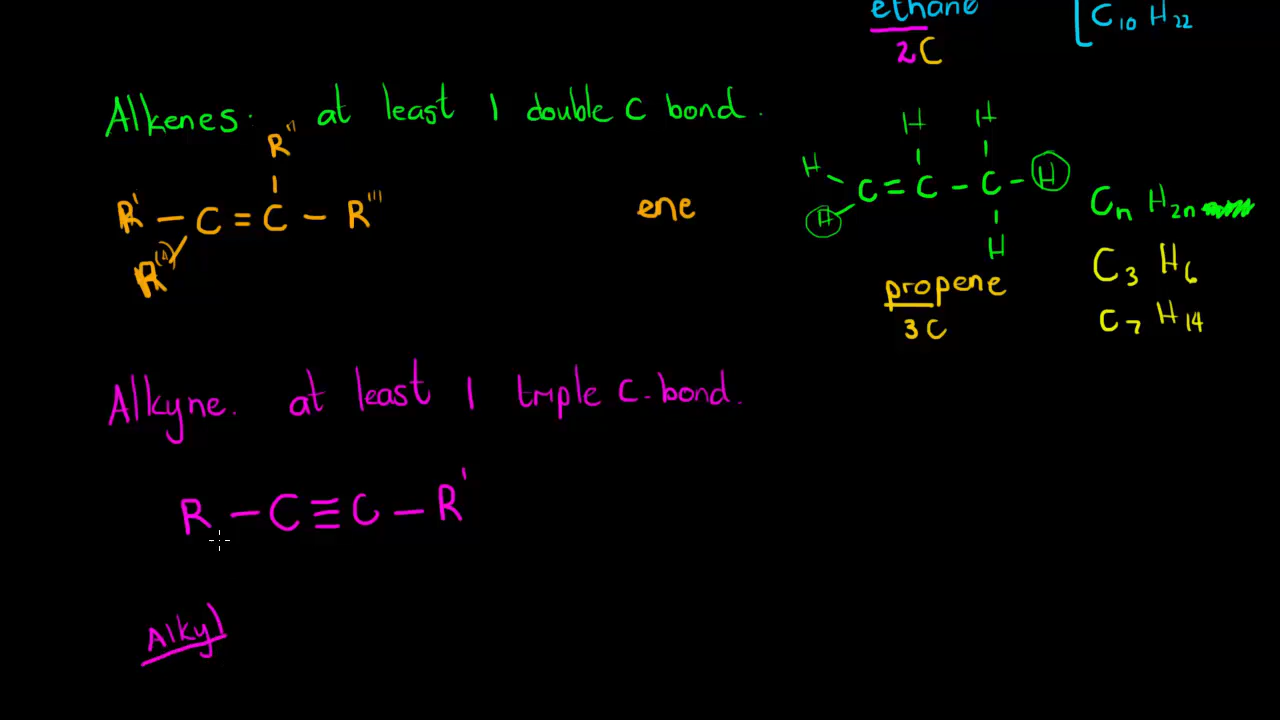 ethane
2C
C10 H22
Alkenes. at least 1 double C bond.
R' - C = C - R'''
R''
R(4)
ene
H H
H C = C - C - H
H H
propene
3C
Cn H2n
C3 H6
C7 H14
Alkyne. at least 1 triple C-bond.
R - C ≡ C - R'
Alkyl